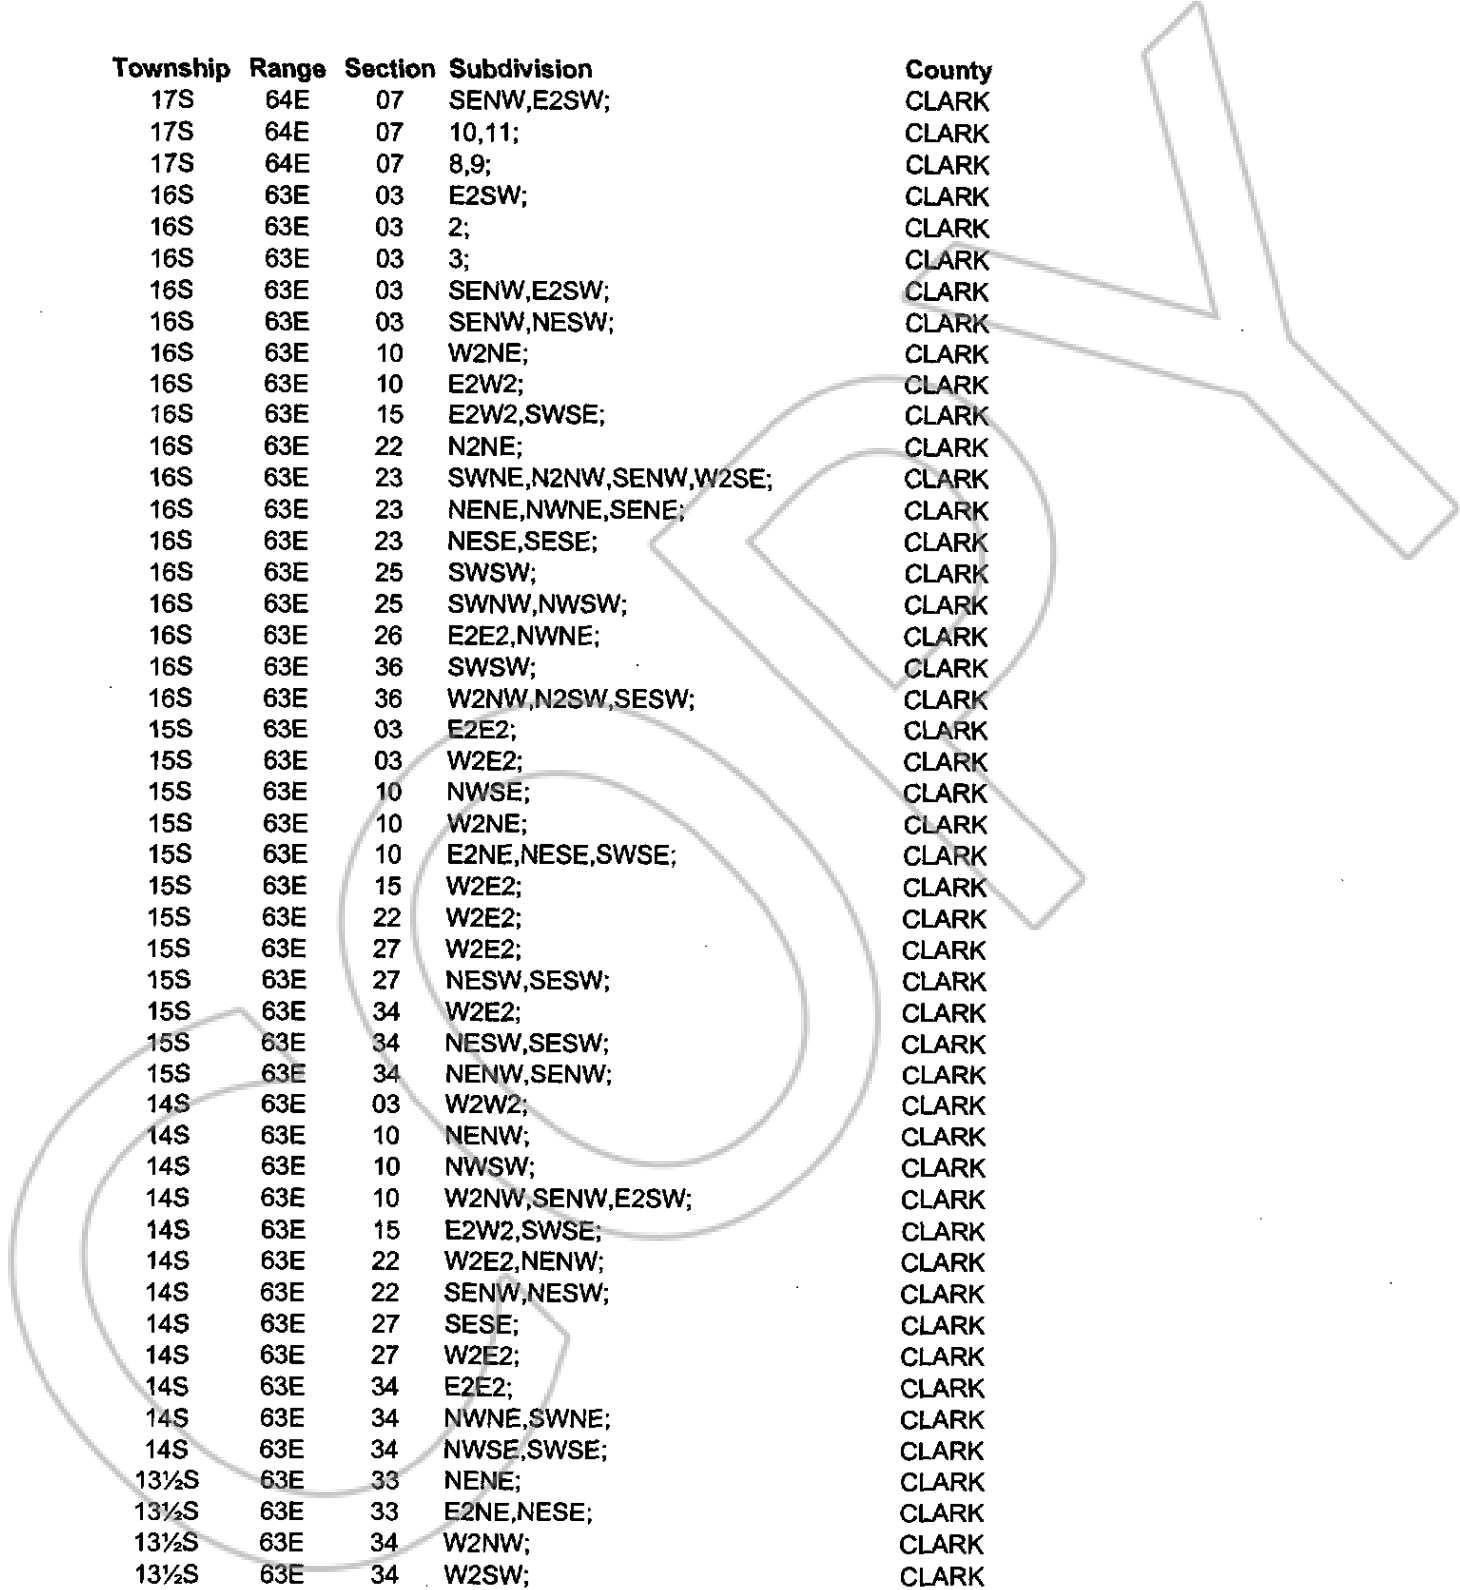 Township Range Section Subdivision County
17S 64E 07 SENW,E2SW; CLARK
17S 64E 07 10,11; CLARK
17S 64E 07 8,9; CLARK
16S 63E 03 E2SW; CLARK
16S 63E 03 2; CLARK
16S 63E 03 3; CLARK
16S 63E 03 SENW,E2SW; CLARK
16S 63E 03 SENW,NESW; CLARK
16S 63E 10 W2NE; CLARK
16S 63E 10 E2W2; CLARK
16S 63E 15 E2W2,SWSE; CLARK
16S 63E 22 N2NE; CLARK
16S 63E 23 SWNE,N2NW,SENW,W2SE; CLARK
16S 63E 23 NENE,NWNE,SENE; CLARK
16S 63E 23 NESE,SESE; CLARK
16S 63E 25 SWSW; CLARK
16S 63E 25 SWNW,NWSW; CLARK
16S 63E 26 E2E2,NWNE; CLARK
16S 63E 36 SWSW; CLARK
16S 63E 36 W2NW,N2SW,SESW; CLARK
15S 63E 03 E2E2; CLARK
15S 63E 03 W2E2; CLARK
15S 63E 10 NWSE; CLARK
15S 63E 10 W2NE; CLARK
15S 63E 10 E2NE,NESE,SWSE; CLARK
15S 63E 15 W2E2; CLARK
15S 63E 22 W2E2; CLARK
15S 63E 27 W2E2; CLARK
15S 63E 27 NESW,SESW; CLARK
15S 63E 34 W2E2; CLARK
15S 63E 34 NESW,SESW; CLARK
15S 63E 34 NENW,SENW; CLARK
14S 63E 03 W2W2; CLARK
14S 63E 10 NENW; CLARK
14S 63E 10 NWSW; CLARK
14S 63E 10 W2NW,SENW,E2SW; CLARK
14S 63E 15 E2W2,SWSE; CLARK
14S 63E 22 W2E2,NENW; CLARK
14S 63E 22 SENW,NESW; CLARK
14S 63E 27 SESE; CLARK
14S 63E 27 W2E2; CLARK
14S 63E 34 E2E2; CLARK
14S 63E 34 NWNE,SWNE; CLARK
14S 63E 34 NWSE,SWSE; CLARK
13½S 63E 33 NENE; CLARK
13½S 63E 33 E2NE,NESE; CLARK
13½S 63E 34 W2NW; CLARK
13½S 63E 34 W2SW; CLARK
COPY